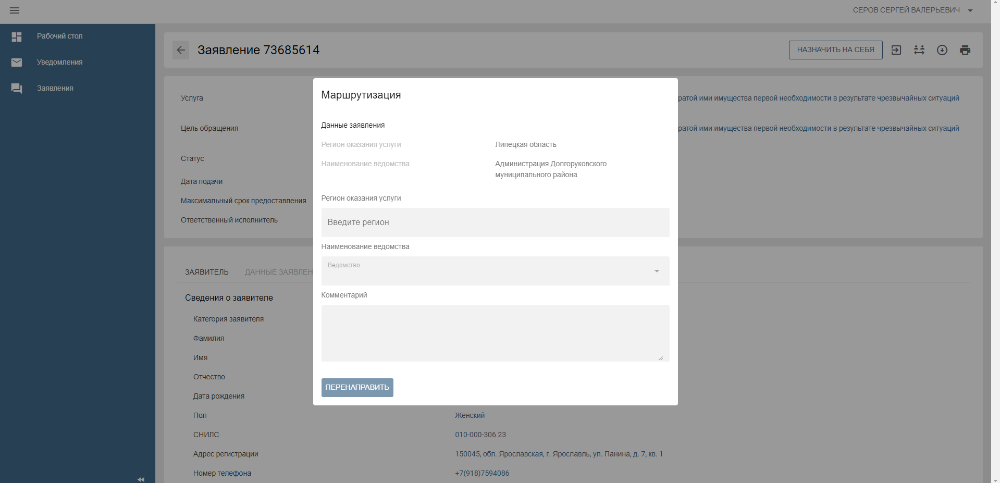 СЕРОВ СЕРГЕЙ ВАЛЕРЬЕВИЧ
Рабочий стол
Уведомления
Заявления
Заявление 73685614
НАЗНАЧИТЬ НА СЕБЯ
Услуга
ратой ими имущества первой необходимости в результате чрезвычайных ситуаций
Цель обращения
ратой ими имущества первой необходимости в результате чрезвычайных ситуаций
Статус
Дата подачи
Максимальный срок предоставления
Ответственный исполнитель
Маршрутизация
Данные заявления
Регион оказания услуги
Липецкая область
Наименование ведомства
Администрация Долгоруковского
муниципального района
Регион оказания услуги
Введите регион
Наименование ведомства
Ведомство
Комментарий
ПЕРЕНАПРАВИТЬ
ЗАЯВИТЕЛЬ
ДАННЫЕ ЗАЯВЛЕН
Сведения о заявителе
Категория заявителя
Фамилия
Имя
Отчество
Дата рождения
Пол
Женский
СНИЛС
010-000-306 23
Адрес регистрации
150045, обл. Ярославская, г. Ярославль, ул. Панина, д. 7, кв. 1
Номер телефона
+7(918)7594086